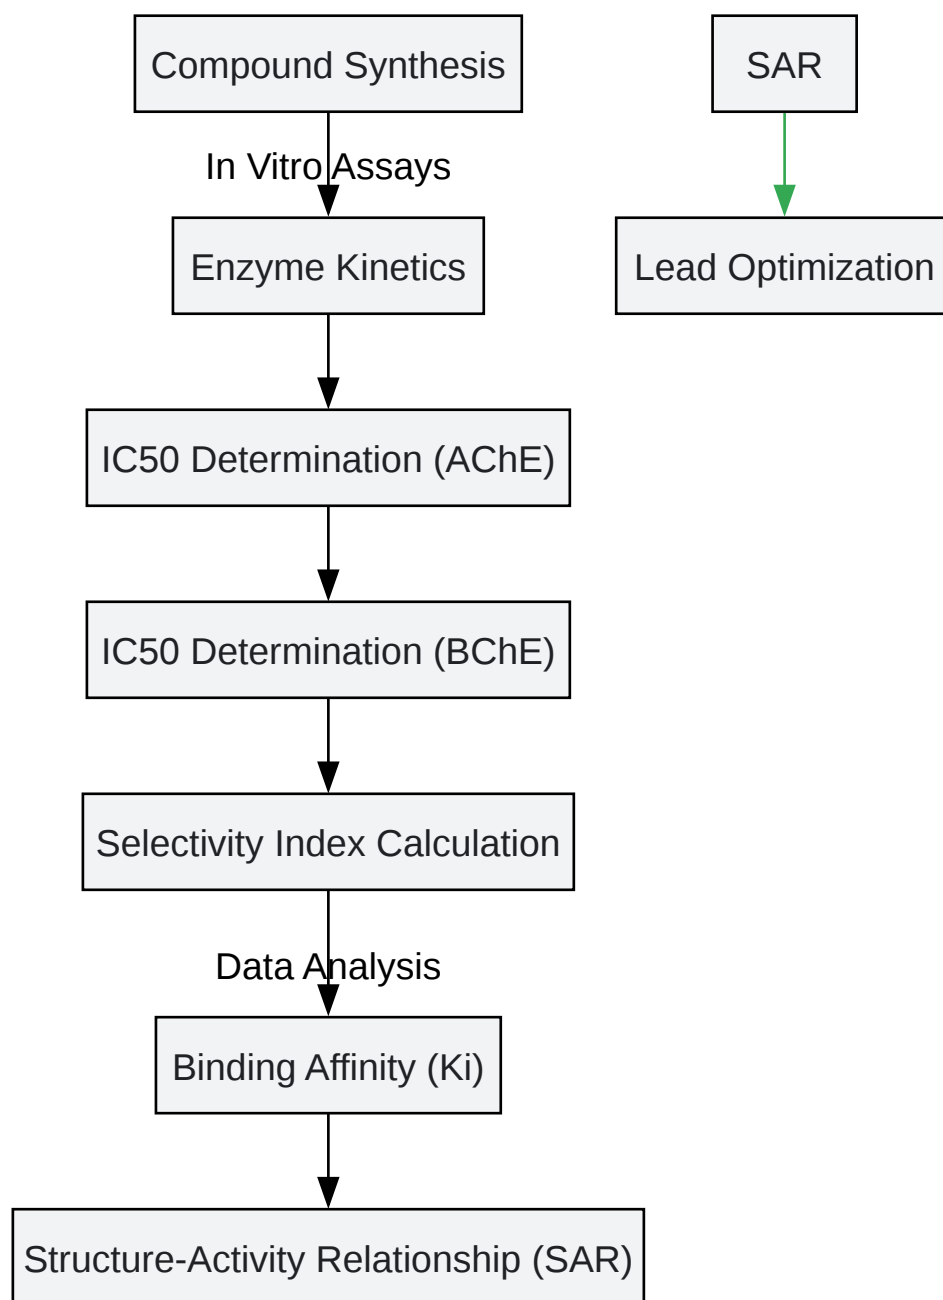 Compound Synthesis
SAR
In Vitro Assays
Enzyme Kinetics
Lead Optimization
IC50 Determination (AChE)
IC50 Determination (BChE)
Selectivity Index Calculation
Data Analysis
Binding Affinity (Ki)
Structure-Activity Relationship (SAR)